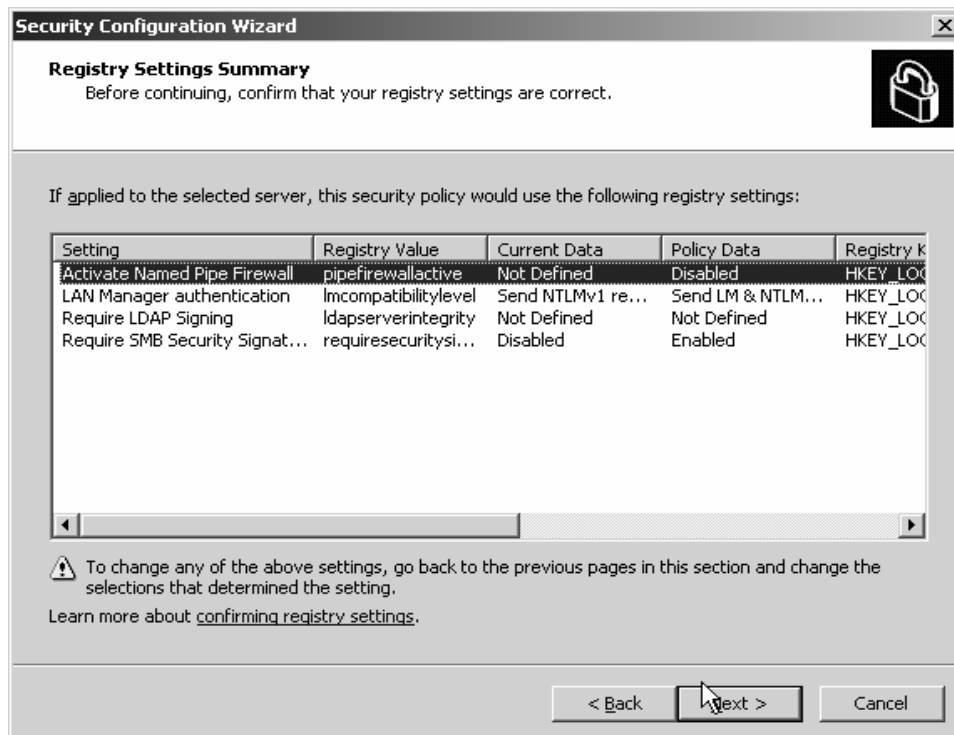 Security Configuration Wizard
Registry Settings Summary
Before continuing, confirm that your registry settings are correct.
If applied to the selected server, this security policy would use the following registry settings:
Setting Registry Value Current Data Policy Data Registry K
Activate Named Pipe Firewall pipefirewallactive Not Defined Disabled HKEY_LOC
LAN Manager authentication lmcompatibilitylevel Send NTLMv1 re... Send LM & NTLM... HKEY_LOC
Require LDAP Signing ldapserverintegrity Not Defined Not Defined HKEY_LOC
Require SMB Security Signat... requiresecuritysi... Disabled Enabled HKEY_LOC
To change any of the above settings, go back to the previous pages in this section and change the
selections that determined the setting.
Learn more about confirming registry settings.
< Back Next > Cancel